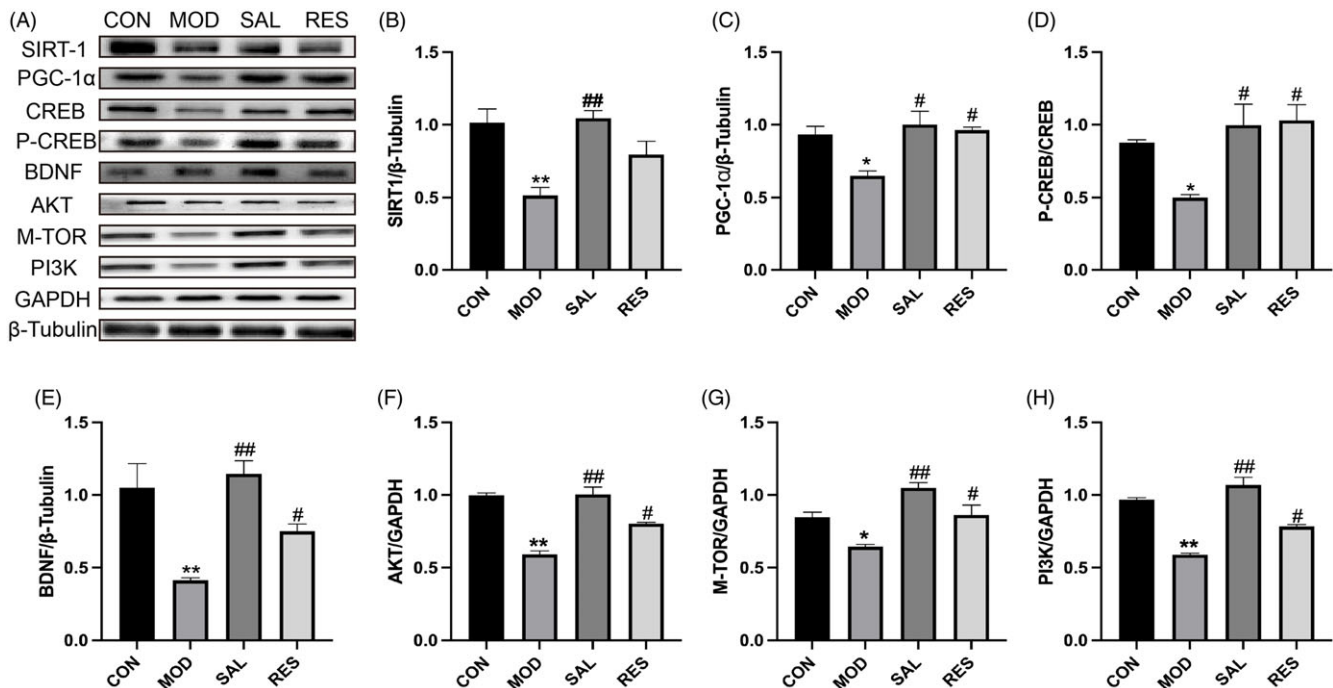 (A)
CON MOD SAL RES
SIRT-1
PGC-1α
CREB
P-CREB
BDNF
AKT
M-TOR
PI3K
GAPDH
β-Tubulin
(B)
SIRT1/β-Tubulin
1.5
1.0
0.5
0.0
**
##
CON MOD SAL RES
(C)
PGC-1α/β-Tubulin
1.5
1.0
0.5
0.0
*
#
#
CON MOD SAL RES
(D)
P-CREB/CREB
1.5
1.0
0.5
0.0
*
#
#
CON MOD SAL RES
(E)
BDNF/β-Tubulin
1.5
1.0
0.5
0.0
**
##
#
CON MOD SAL RES
(F)
AKT/GAPDH
1.5
1.0
0.5
0.0
**
##
#
CON MOD SAL RES
(G)
M-TOR/GAPDH
1.5
1.0
0.5
0.0
*
##
#
CON MOD SAL RES
(H)
PI3K/GAPDH
1.5
1.0
0.5
0.0
**
##
#
CON MOD SAL RES